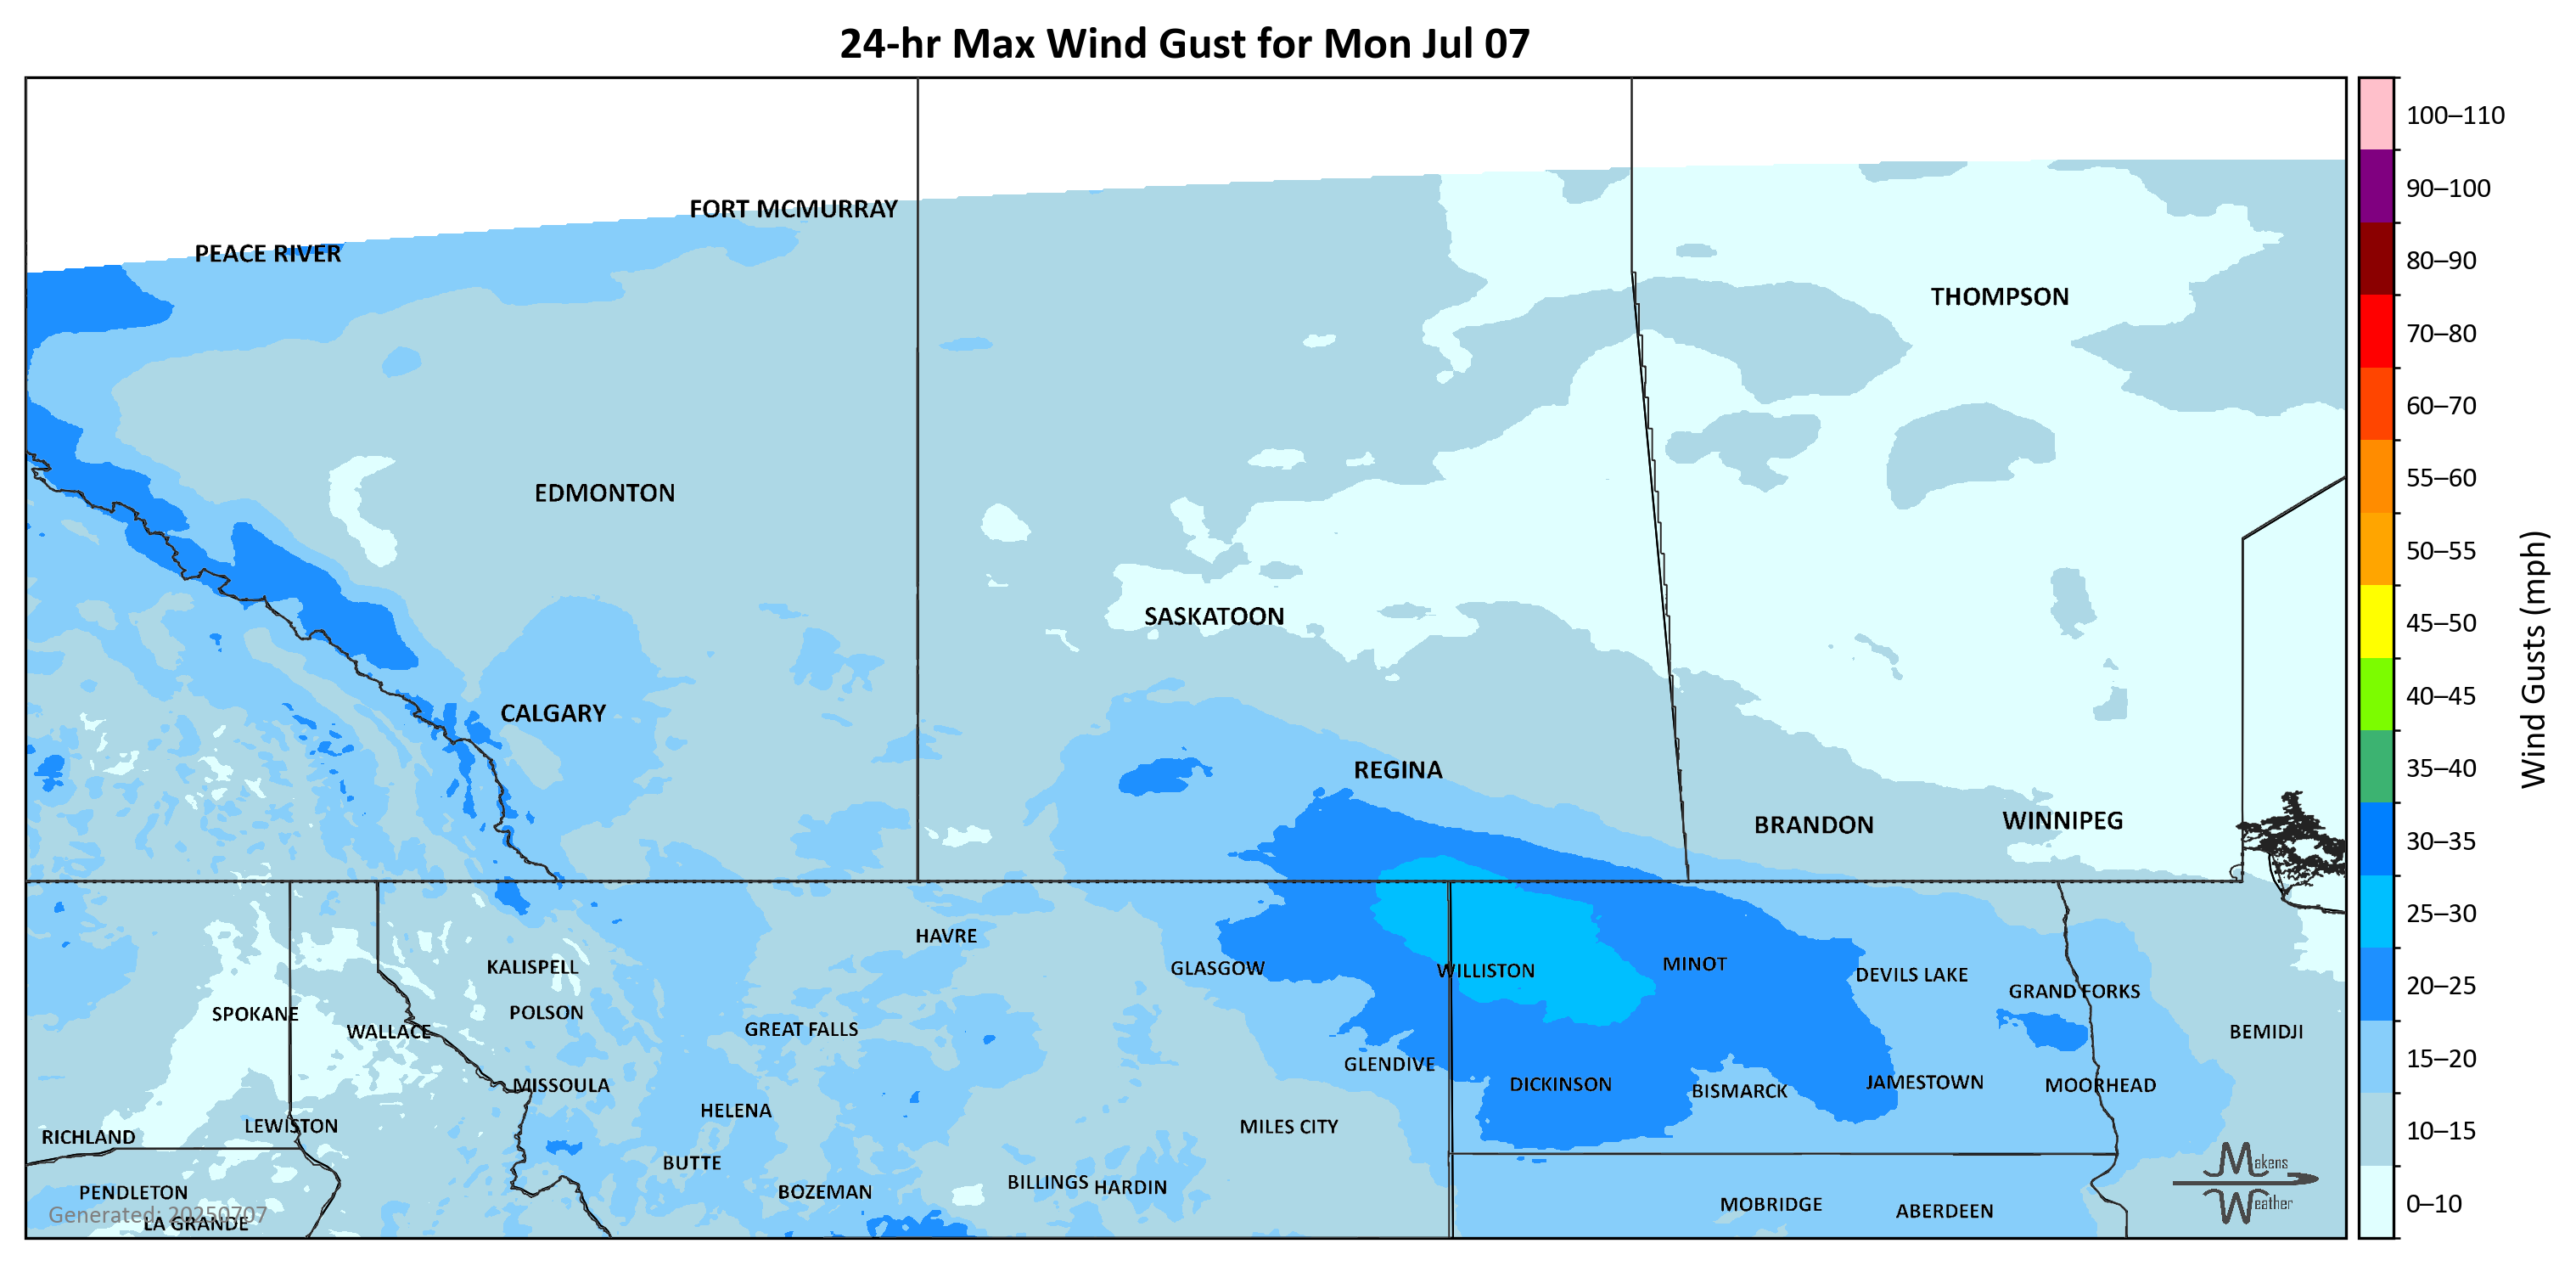 24-hr Max Wind Gust for Mon Jul 07
100–110
90–100
80–90
70–80
60–70
55–60
50–55
45–50
40–45
35–40
30–35
25–30
20–25
15–20
10–15
0–10
Wind Gusts (mph)
FORT MCMURRAY
PEACE RIVER
THOMPSON
EDMONTON
SASKATOON
CALGARY
REGINA
BRANDON
WINNIPEG
HAVRE
KALISPELL
GLASGOW
WILLISTON
MINOT
DEVILS LAKE
GRAND FORKS
SPOKANE
POLSON
WALLACE
GREAT FALLS
BEMIDJI
GLENDIVE
MISSOULA
DICKINSON
BISMARCK
JAMESTOWN
MOORHEAD
HELENA
LEWISTON
MILES CITY
RICHLAND
BUTTE
BILLINGS
HARDIN
PENDLETON
BOZEMAN
MOBRIDGE
ABERDEEN
Generated: 20250707
LA GRANDE
Makens
Weather